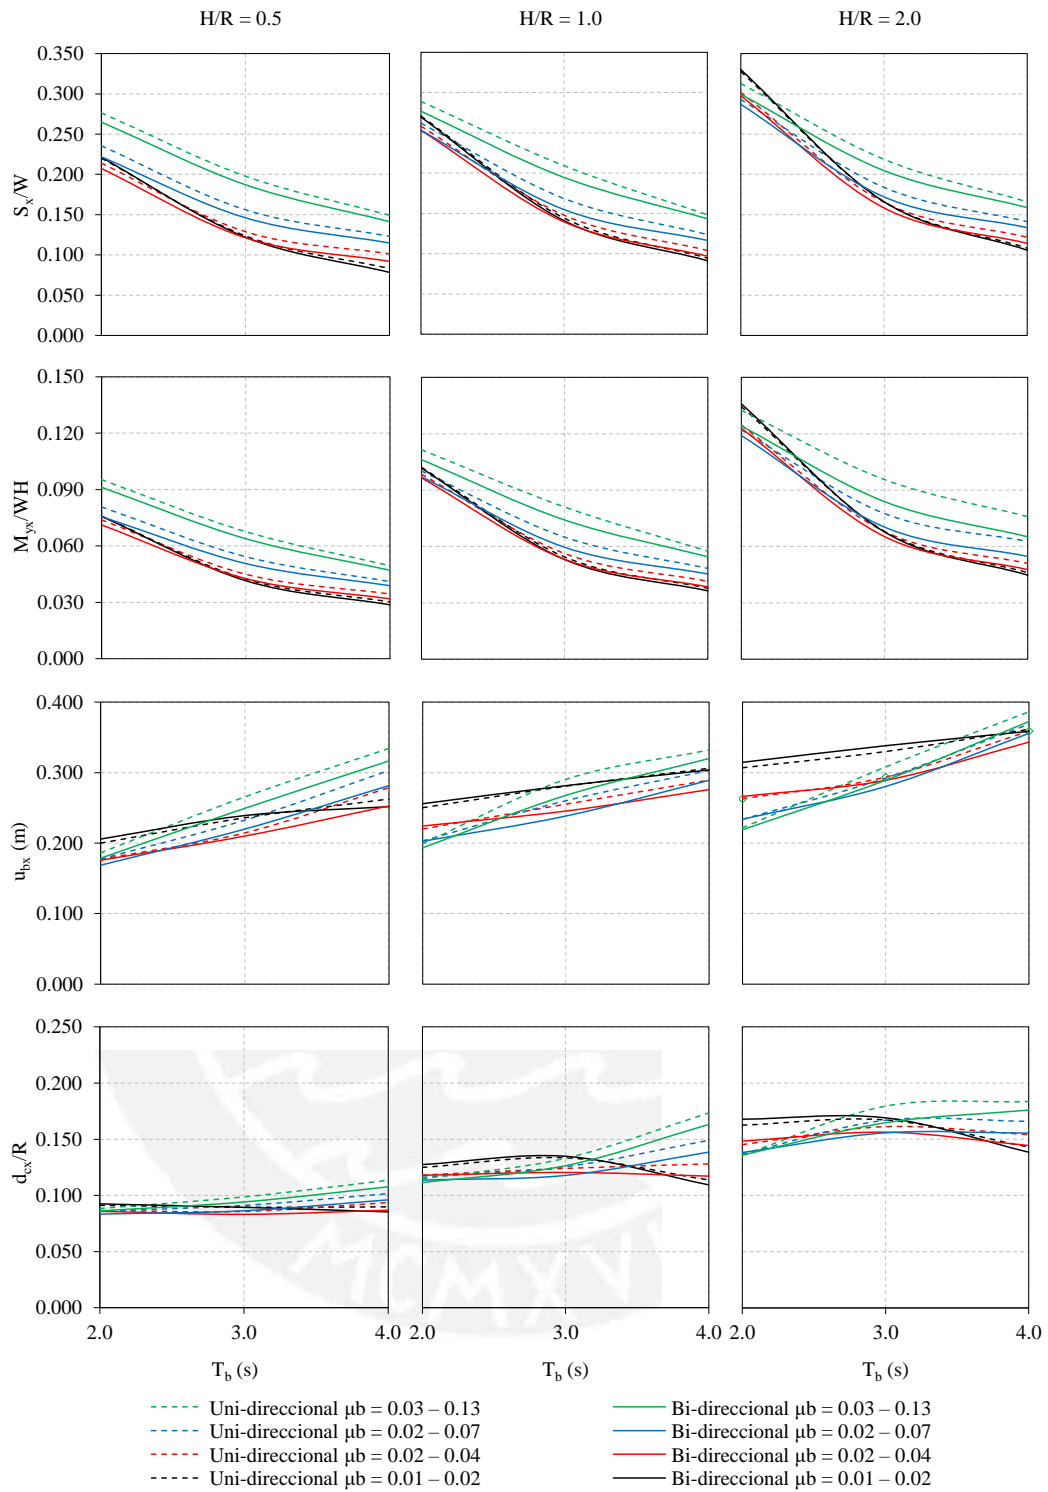 H/R = 0.5 H/R = 1.0 H/R = 2.0
0.350
0.300
0.250
0.200
0.150
0.100
0.050
0.000
Sx/W
0.150
0.120
0.090
0.060
0.030
0.000
Myx/WH
0.400
0.300
0.200
0.100
0.000
ubx (m)
0.250
0.200
0.150
0.100
0.050
0.000
dcx/R
MCMXV
2.0 3.0 4.0 2.0 3.0 4.0 2.0 3.0 4.0
Tb (s) Tb (s) Tb (s)
Uni-direccional μb = 0.03 – 0.13 Bi-direccional μb = 0.03 – 0.13
Uni-direccional μb = 0.02 – 0.07 Bi-direccional μb = 0.02 – 0.07
Uni-direccional μb = 0.02 – 0.04 Bi-direccional μb = 0.02 – 0.04
Uni-direccional μb = 0.01 – 0.02 Bi-direccional μb = 0.01 – 0.02